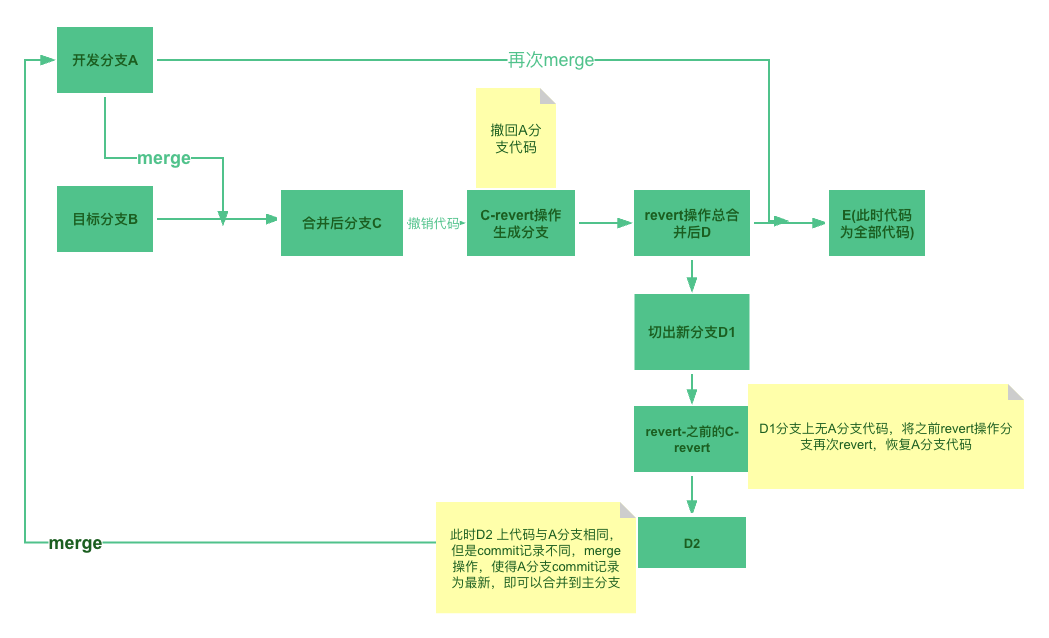 开发分支A
再次merge
撤回A分
支代码
merge
目标分支B
合并后分支C
撤销代码
C-revert操作
生成分支
revert操作总合
并后D
E(此时代码
为全部代码)
切出新分支D1
revert-之前的C-
revert
D1分支上无A分支代码，将之前revert操作分
支再次revert，恢复A分支代码
此时D2 上代码与A分支相同，
但是commit记录不同，merge
操作，使得A分支commit记录
为最新，即可以合并到主分支
D2
merge